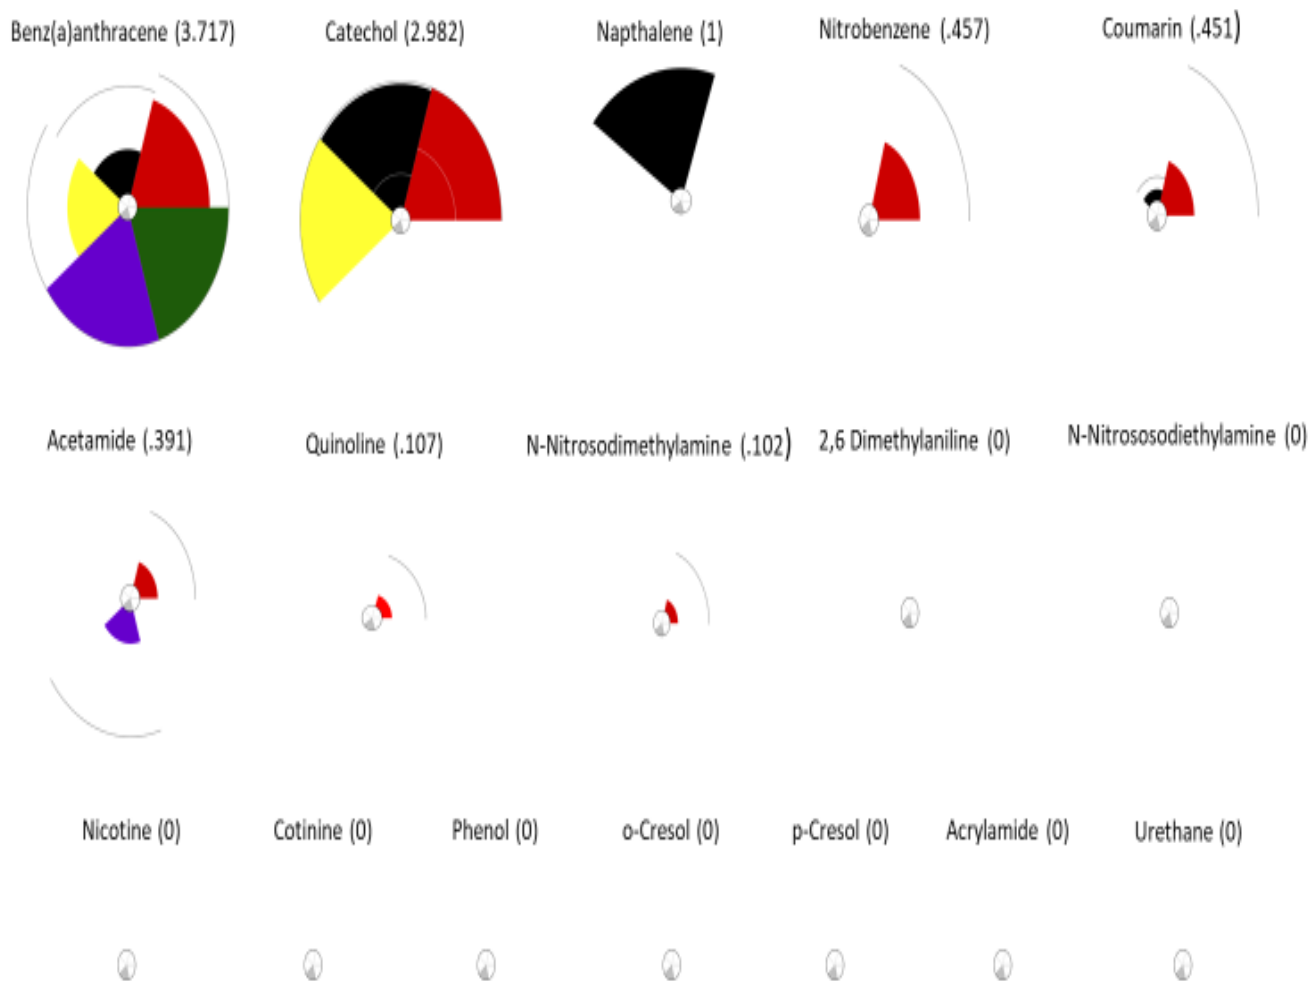 Benz(a)anthracene (3.717)
Catechol (2.982)
Napthalene (1)
Nitrobenzene (.457)
Coumarin (.451)
Acetamide (.391)
Quinoline (.107)
N-Nitrosodimethylamine (.102)
2,6 Dimethylaniline (0)
N-Nitrososodiethylamine (0)
Nicotine (0)
Cotinine (0)
Phenol (0)
o-Cresol (0)
p-Cresol (0)
Acrylamide (0)
Urethane (0)